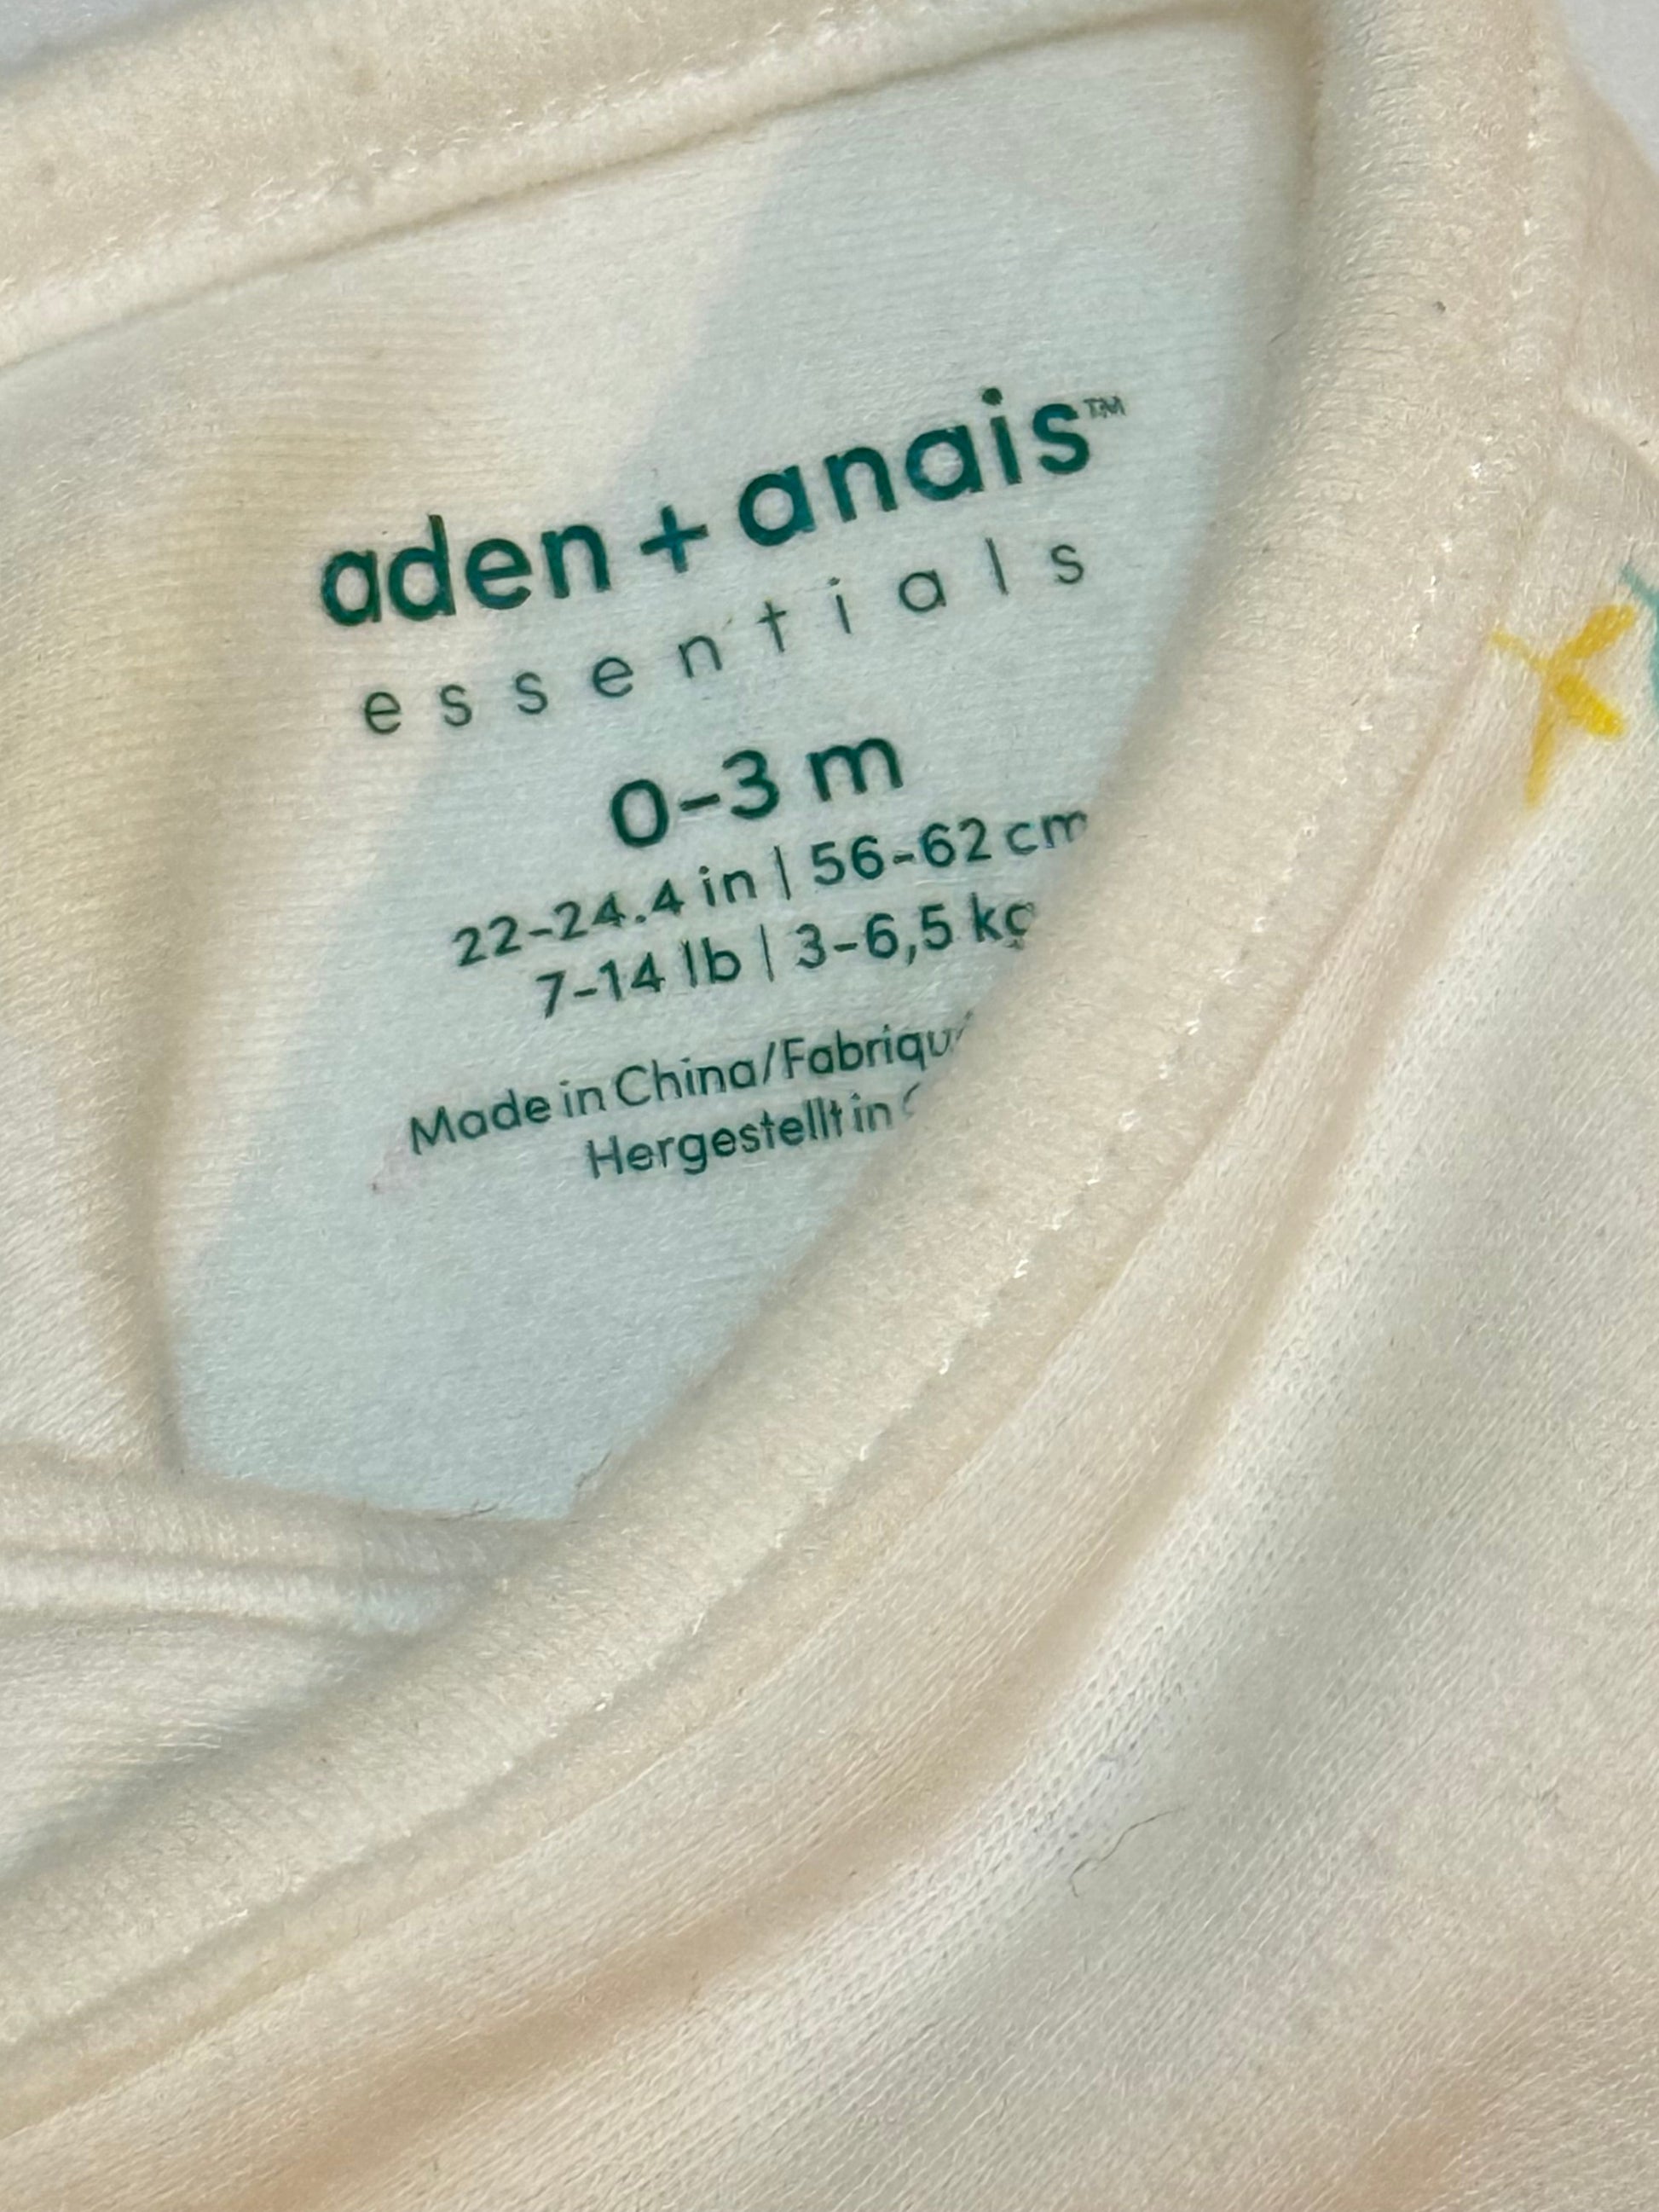 aden + anais™
essentials
0-3 m
22-24.4 in | 56-62 cm
7-14 lb | 3-6,5
Made in China/
Hergestellt in